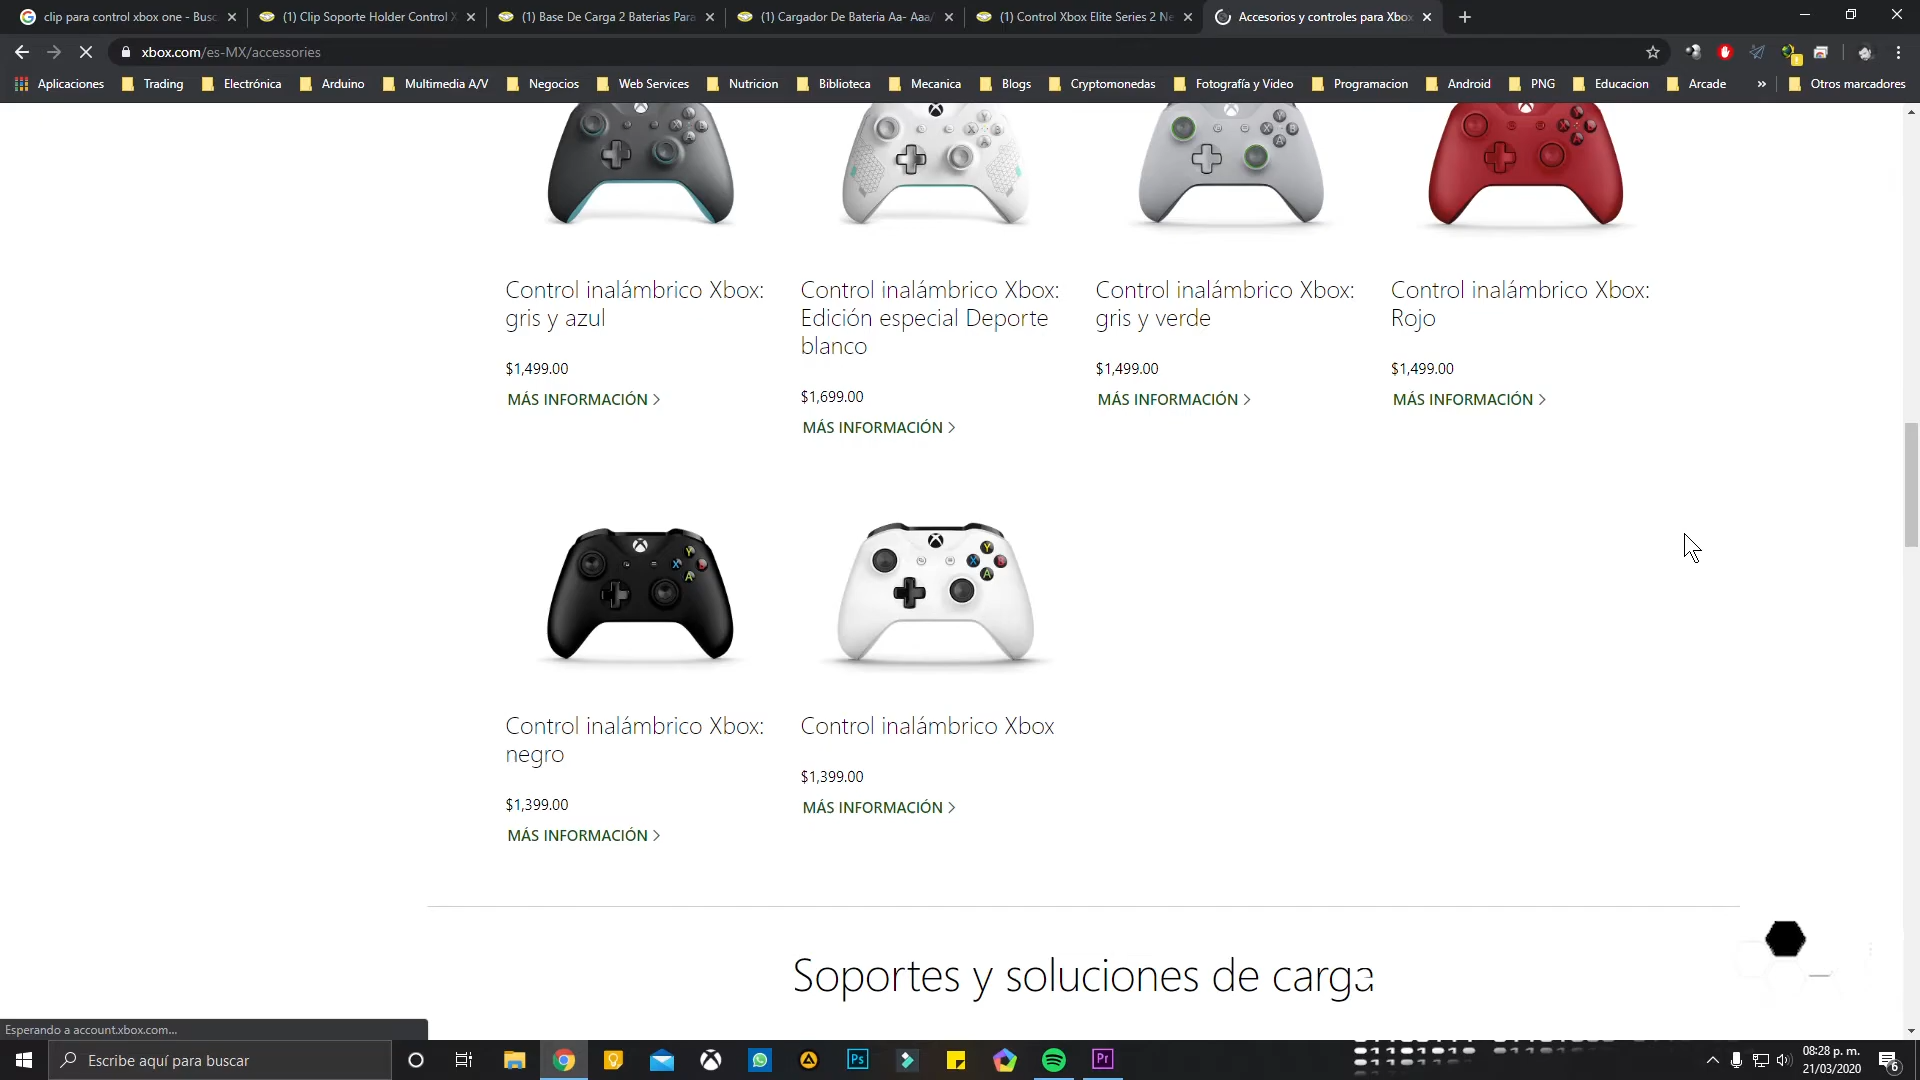 clip para control xbox one - Busc
(1) Clip Soporte Holder Control X
(1) Base De Carga 2 Baterias Para
(1) Cargador De Bateria Aa- Aaa/
(1) Control Xbox Elite Series 2 Ne
Accesorios y controles para Xbox
xbox.com/es-MX/accessories
Aplicaciones
Trading
Electrónica
Arduino
Multimedia A/V
Negocios
Web Services
Nutricion
Biblioteca
Mecanica
Blogs
Cryptomonedas
Fotografía y Video
Programacion
Android
PNG
Educacion
Arcade
»
Otros marcadores
Control inalámbrico Xbox:
gris y azul
$1,499.00
MÁS INFORMACIÓN >
Control inalámbrico Xbox:
Edición especial Deporte
blanco
$1,699.00
MÁS INFORMACIÓN >
Control inalámbrico Xbox:
gris y verde
$1,499.00
MÁS INFORMACIÓN >
Control inalámbrico Xbox:
Rojo
$1,499.00
MÁS INFORMACIÓN >
Control inalámbrico Xbox:
negro
$1,399.00
MÁS INFORMACIÓN >
Control inalámbrico Xbox
$1,399.00
MÁS INFORMACIÓN >
Soportes y soluciones de carga
Esperando a account.xbox.com...
Escribe aquí para buscar
Ps
Pr
08:28 p. m.
21/03/2020
6